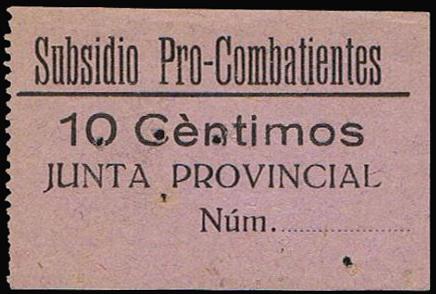 Subsidio Pro-Combatientes
10 Cèntimos
JUNTA PROVINCIAL
Núm.